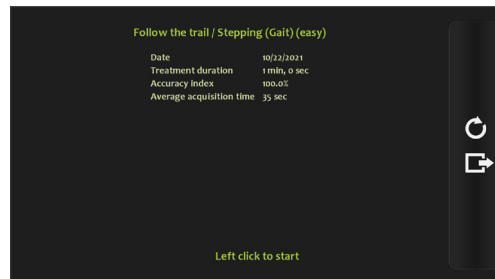 Follow the trail / Stepping (Gait) (easy)
Date 10/22/2021
Treatment duration 1 min, 0 sec
Accuracy index 100.0%
Average acquisition time 35 sec
Left click to start